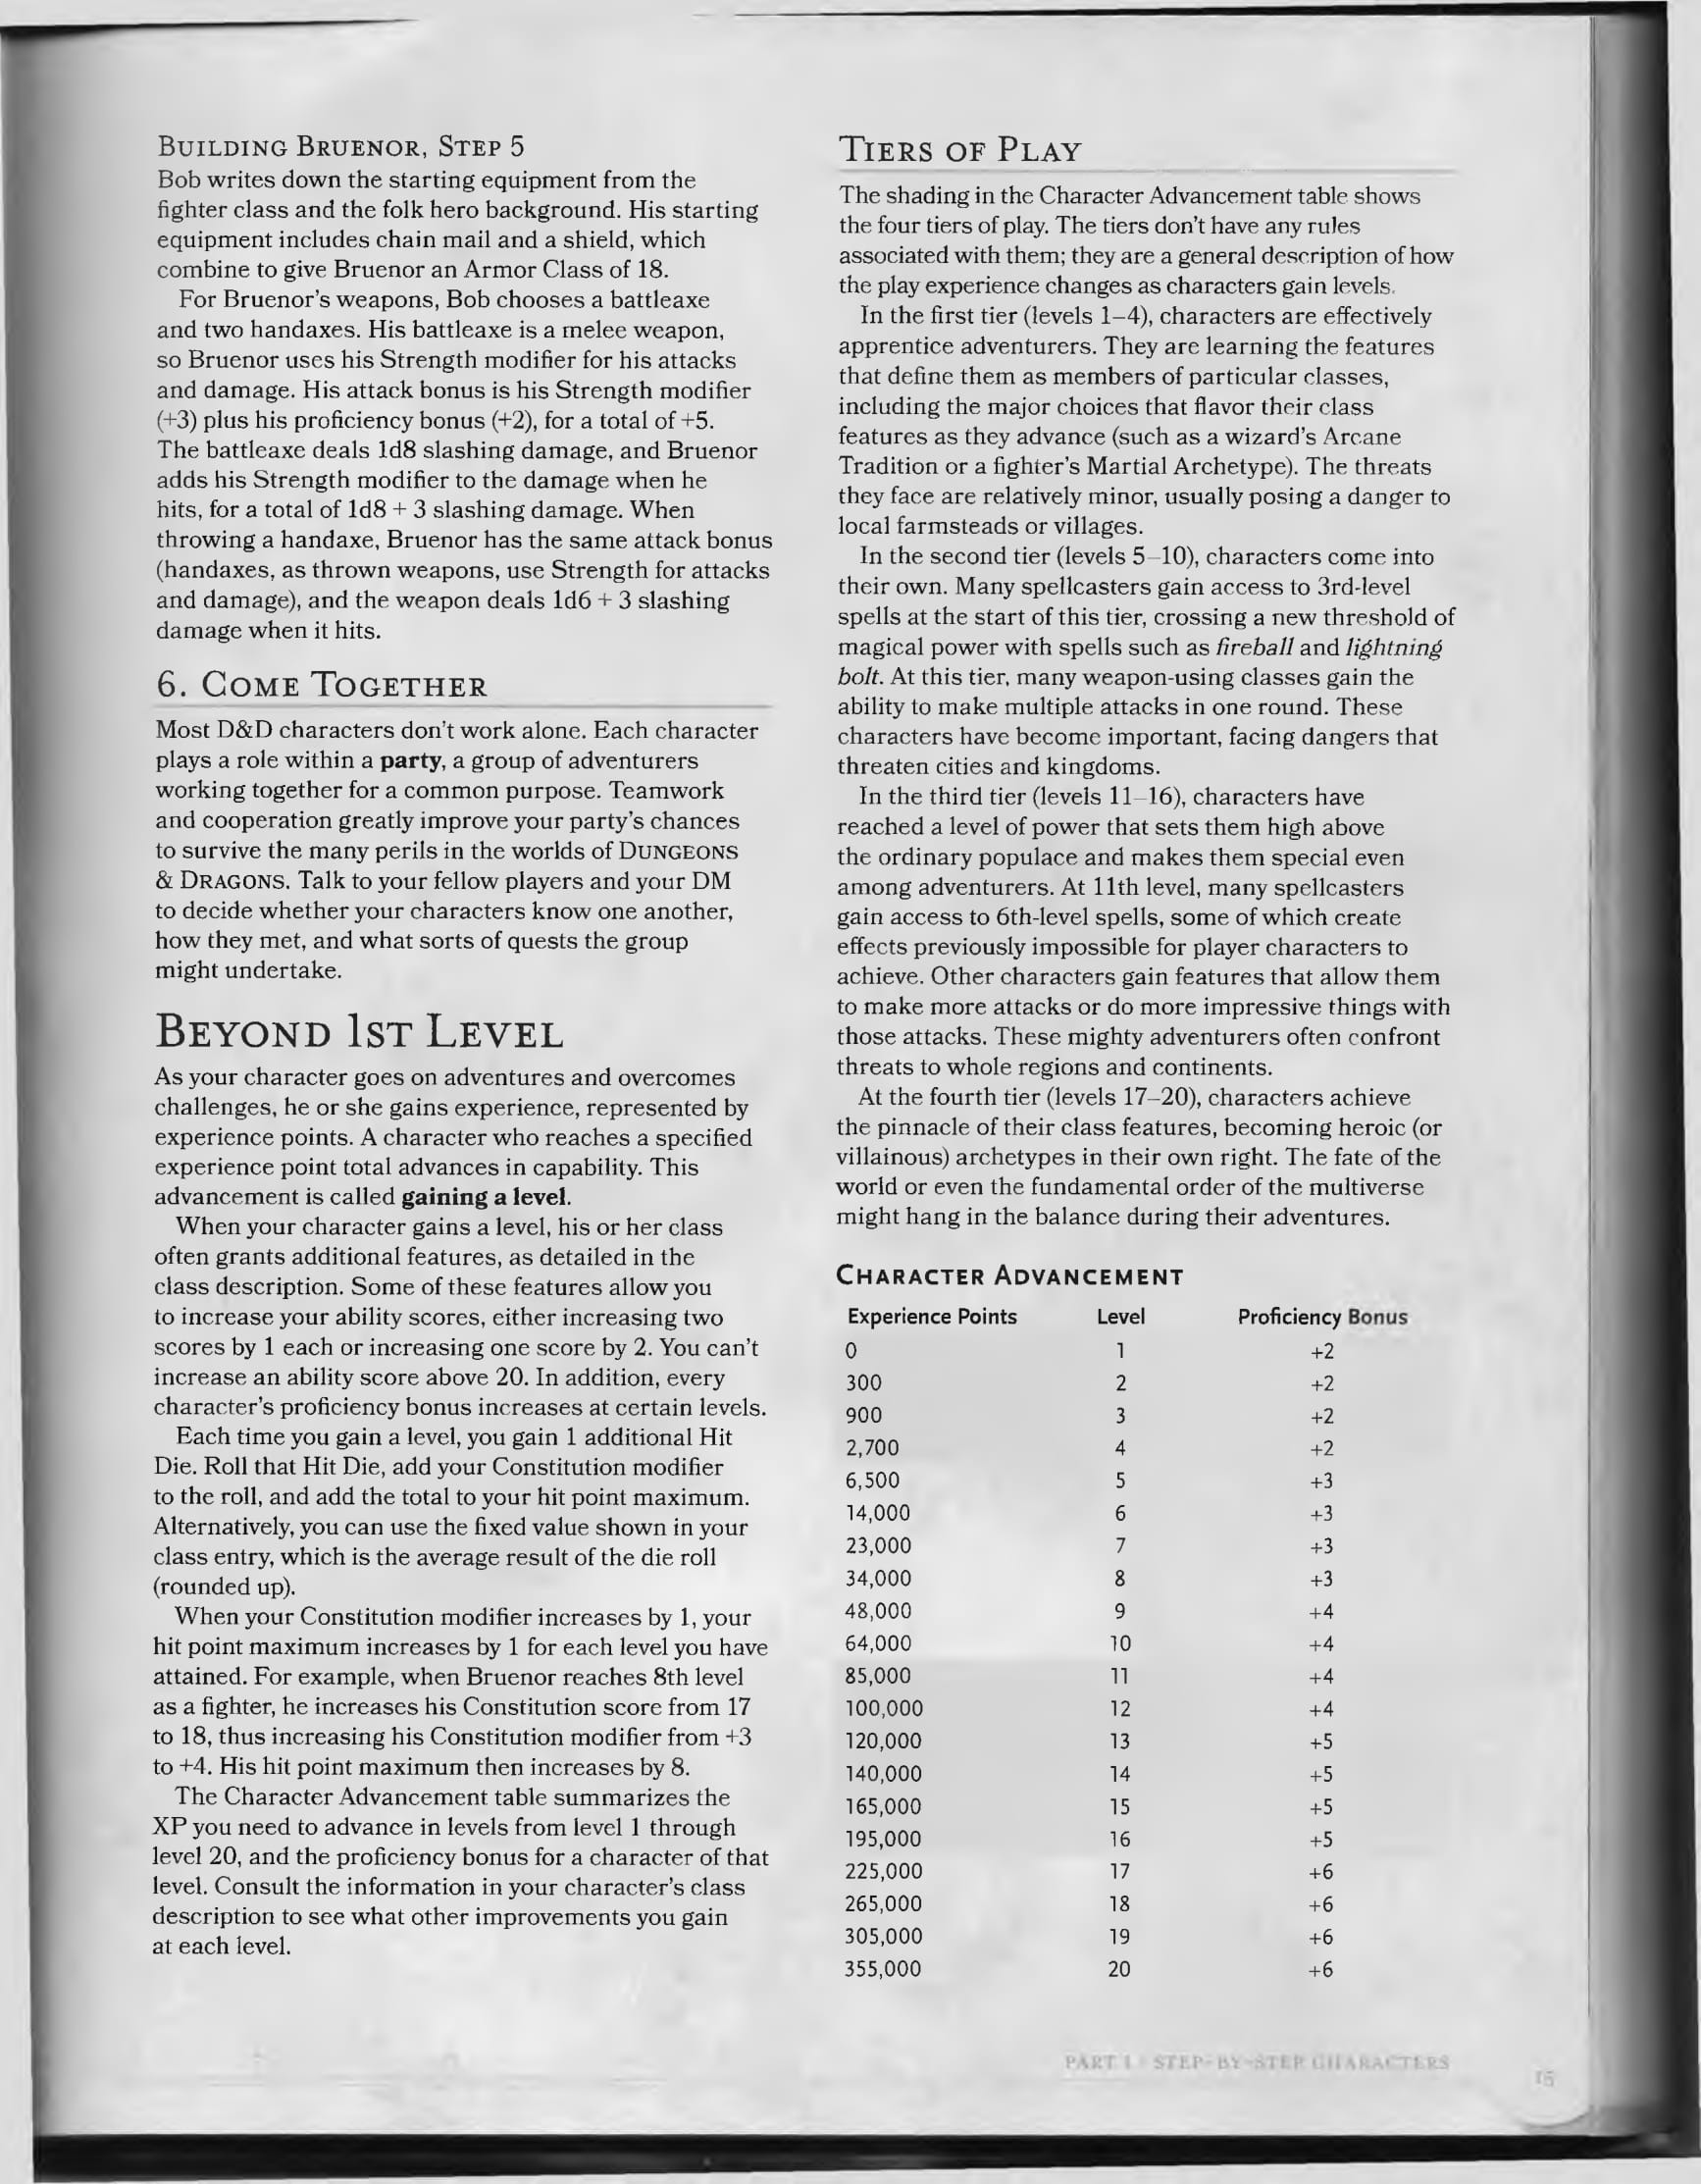 BUILDING BRUENOR, STEP 5
Bob writes down the starting equipment from the
fighter class and the folk hero background. His starting
equipment includes chain mail and a shield, which
combine to give Bruenor an Armor Class of 18.
For Bruenor's weapons, Bob chooses a battleaxe
and two handaxes. His battleaxe is a melee weapon,
so Bruenor uses his Strength modifier for his attacks
and damage. His attack bonus is his Strength modifier
(+3) plus his proficiency bonus (+2), for a total of +5.
The battleaxe deals 1d8 slashing damage, and Bruenor
adds his Strength modifier to the damage when he
hits, for a total of 1d8 + 3 slashing damage. When
throwing a handaxe, Bruenor has the same attack bonus
(handaxes, as thrown weapons, use Strength for attacks
and damage), and the weapon deals 1d6 + 3 slashing
damage when it hits.
6. COME TOGETHER
Most D&D characters don't work alone. Each character
plays a role within a party, a group of adventurers
working together for a common purpose. Teamwork
and cooperation greatly improve your party's chances
to survive the many perils in the worlds of DUNGEONS
& DRAGONS. Talk to your fellow players and your DM
to decide whether your characters know one another,
how they met, and what sorts of quests the group
might undertake.
BEYOND 1ST LEVEL
As your character goes on adventures and overcomes
challenges, he or she gains experience, represented by
experience points. A character who reaches a specified
experience point total advances in capability. This
advancement is called gaining a level.
When your character gains a level, his or her class
often grants additional features, as detailed in the
class description. Some of these features allow you
to increase your ability scores, either increasing two
scores by 1 each or increasing one score by 2. You can't
increase an ability score above 20. In addition, every
character's proficiency bonus increases at certain levels.
Each time you gain a level, you gain 1 additional Hit
Die. Roll that Hit Die, add your Constitution modifier
to the roll, and add the total to your hit point maximum.
Alternatively, you can use the fixed value shown in your
class entry, which is the average result of the die roll
(rounded up).
When your Constitution modifier increases by 1, your
hit point maximum increases by 1 for each level you have
attained. For example, when Bruenor reaches 8th level
as a fighter, he increases his Constitution score from 17
to 18, thus increasing his Constitution modifier from +3
to +4. His hit point maximum then increases by 8.
The Character Advancement table summarizes the
XP you need to advance in levels from level 1 through
level 20, and the proficiency bonus for a character of that
level. Consult the information in your character's class
description to see what other improvements you gain
at each level.
TIERS OF PLAY
The shading in the Character Advancement table shows
the four tiers of play. The tiers don't have any rules
associated with them; they are a general description of how
the play experience changes as characters gain levels.
In the first tier (levels 1–4), characters are effectively
apprentice adventurers. They are learning the features
that define them as members of particular classes,
including the major choices that flavor their class
features as they advance (such as a wizard's Arcane
Tradition or a fighter's Martial Archetype). The threats
they face are relatively minor, usually posing a danger to
local farmsteads or villages.
In the second tier (levels 5–10), characters come into
their own. Many spellcasters gain access to 3rd-level
spells at the start of this tier, crossing a new threshold of
magical power with spells such as fireball and lightning
bolt. At this tier, many weapon-using classes gain the
ability to make multiple attacks in one round. These
characters have become important, facing dangers that
threaten cities and kingdoms.
In the third tier (levels 11–16), characters have
reached a level of power that sets them high above
the ordinary populace and makes them special even
among adventurers. At 11th level, many spellcasters
gain access to 6th-level spells, some of which create
effects previously impossible for player characters to
achieve. Other characters gain features that allow them
to make more attacks or do more impressive things with
those attacks. These mighty adventurers often confront
threats to whole regions and continents.
At the fourth tier (levels 17–20), characters achieve
the pinnacle of their class features, becoming heroic (or
villainous) archetypes in their own right. The fate of the
world or even the fundamental order of the multiverse
might hang in the balance during their adventures.
CHARACTER ADVANCEMENT
Experience Points Level Proficiency Bonus
0 1 +2
300 2 +2
900 3 +2
2,700 4 +2
6,500 5 +3
14,000 6 +3
23,000 7 +3
34,000 8 +3
48,000 9 +4
64,000 10 +4
85,000 11 +4
100,000 12 +4
120,000 13 +5
140,000 14 +5
165,000 15 +5
195,000 16 +5
225,000 17 +6
265,000 18 +6
305,000 19 +6
355,000 20 +6
PART 1 | STEP-BY-STEP CHARACTERS
15